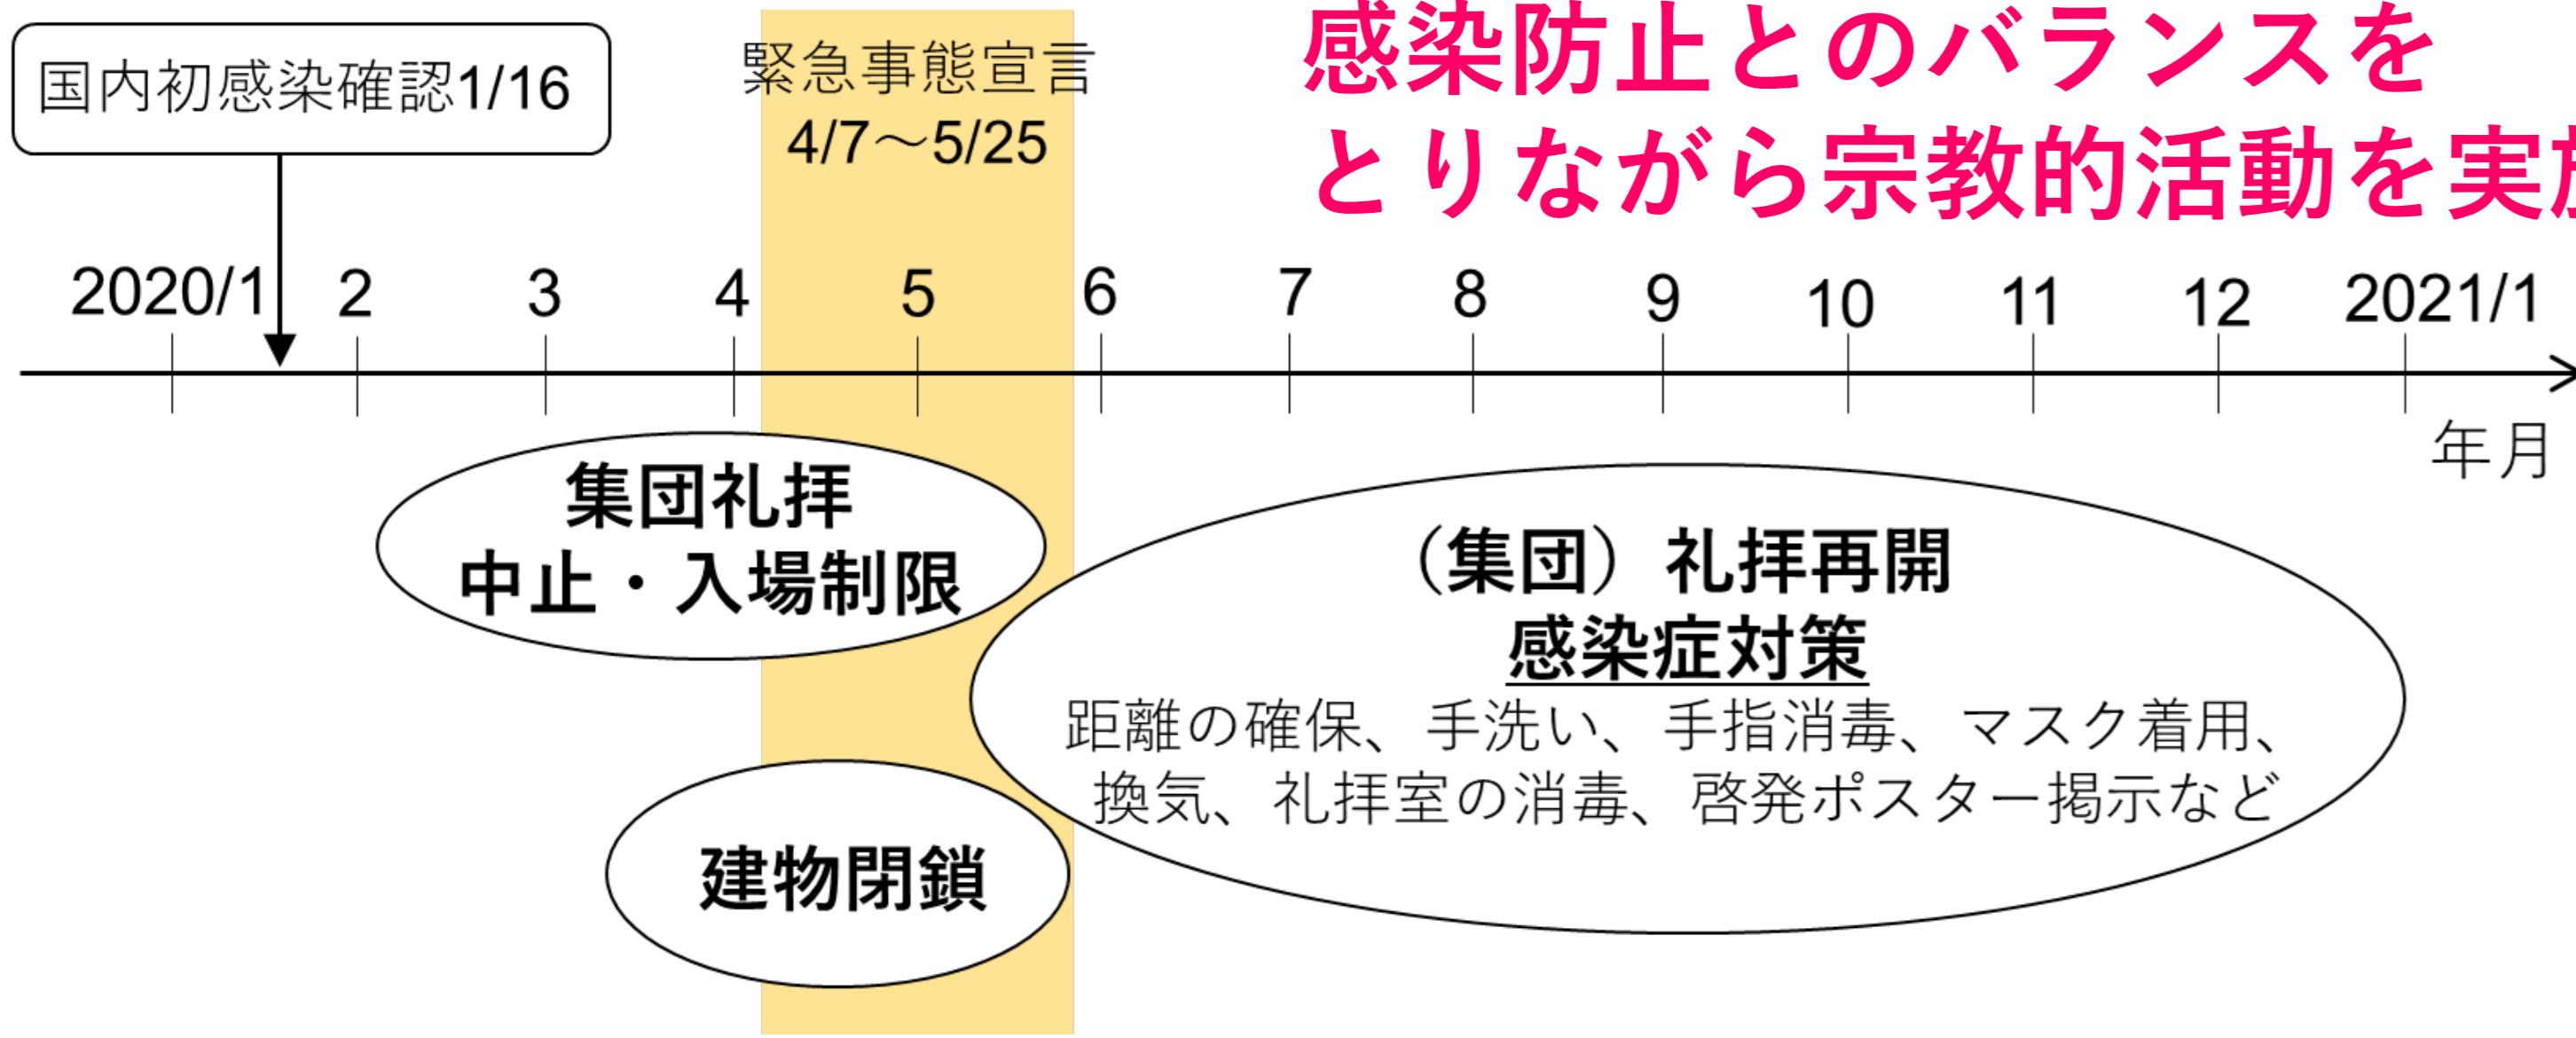 感染防止とのバランスを
とりながら宗教的活動を実施
国内初感染確認1/16
緊急事態宣言
4/7～5/25
2020/1 2 3 4 5 6 7 8 9 10 11 12 2021/1
年月
集団礼拝
中止・入場制限
（集団）礼拝再開
感染症対策
距離の確保、手洗い、手指消毒、マスク着用、
換気、礼拝室の消毒、啓発ポスター掲示など
建物閉鎖